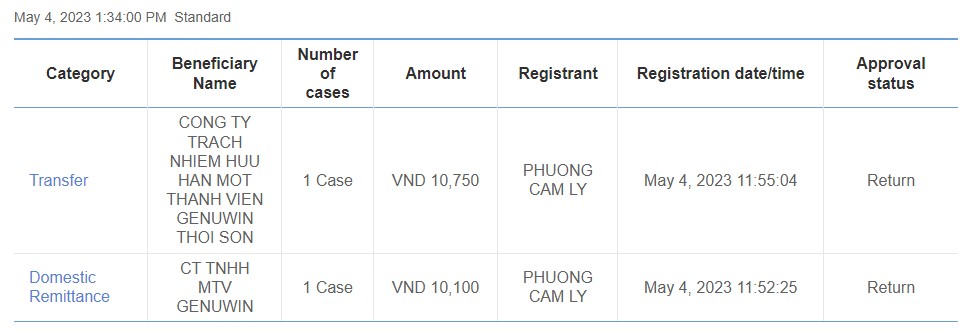 May 4, 2023 1:34:00 PM Standard
Category
Beneficiary
Name
Number
of
cases
Amount
Registrant
Registration date/time
Approval
status
Transfer
CONG TY
TRACH
NHIEM HUU
HAN MOT
THANH VIEN
GENUWIN
THOI SON
1 Case
VND 10,750
PHUONG
CAM LY
May 4, 2023 11:55:04
Return
Domestic
Remittance
CT TNHH
MTV
GENUWIN
1 Case
VND 10,100
PHUONG
CAM LY
May 4, 2023 11:52:25
Return